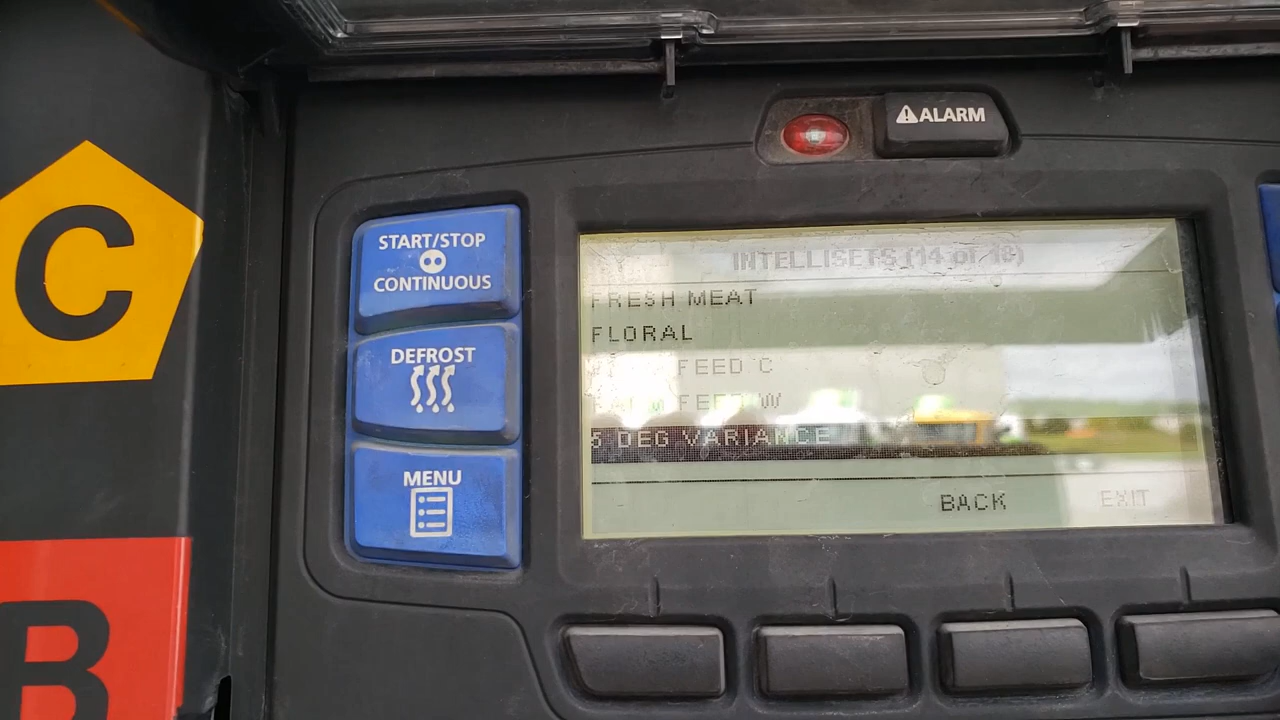 C
B
START/STOP
CONTINUOUS
DEFROST
MENU
ALARM
INTELLISETS (14 of 18)
FRESH MEAT
FLORAL
FEED C
FEED W
5 DEG VARIANCE
BACK
EXIT